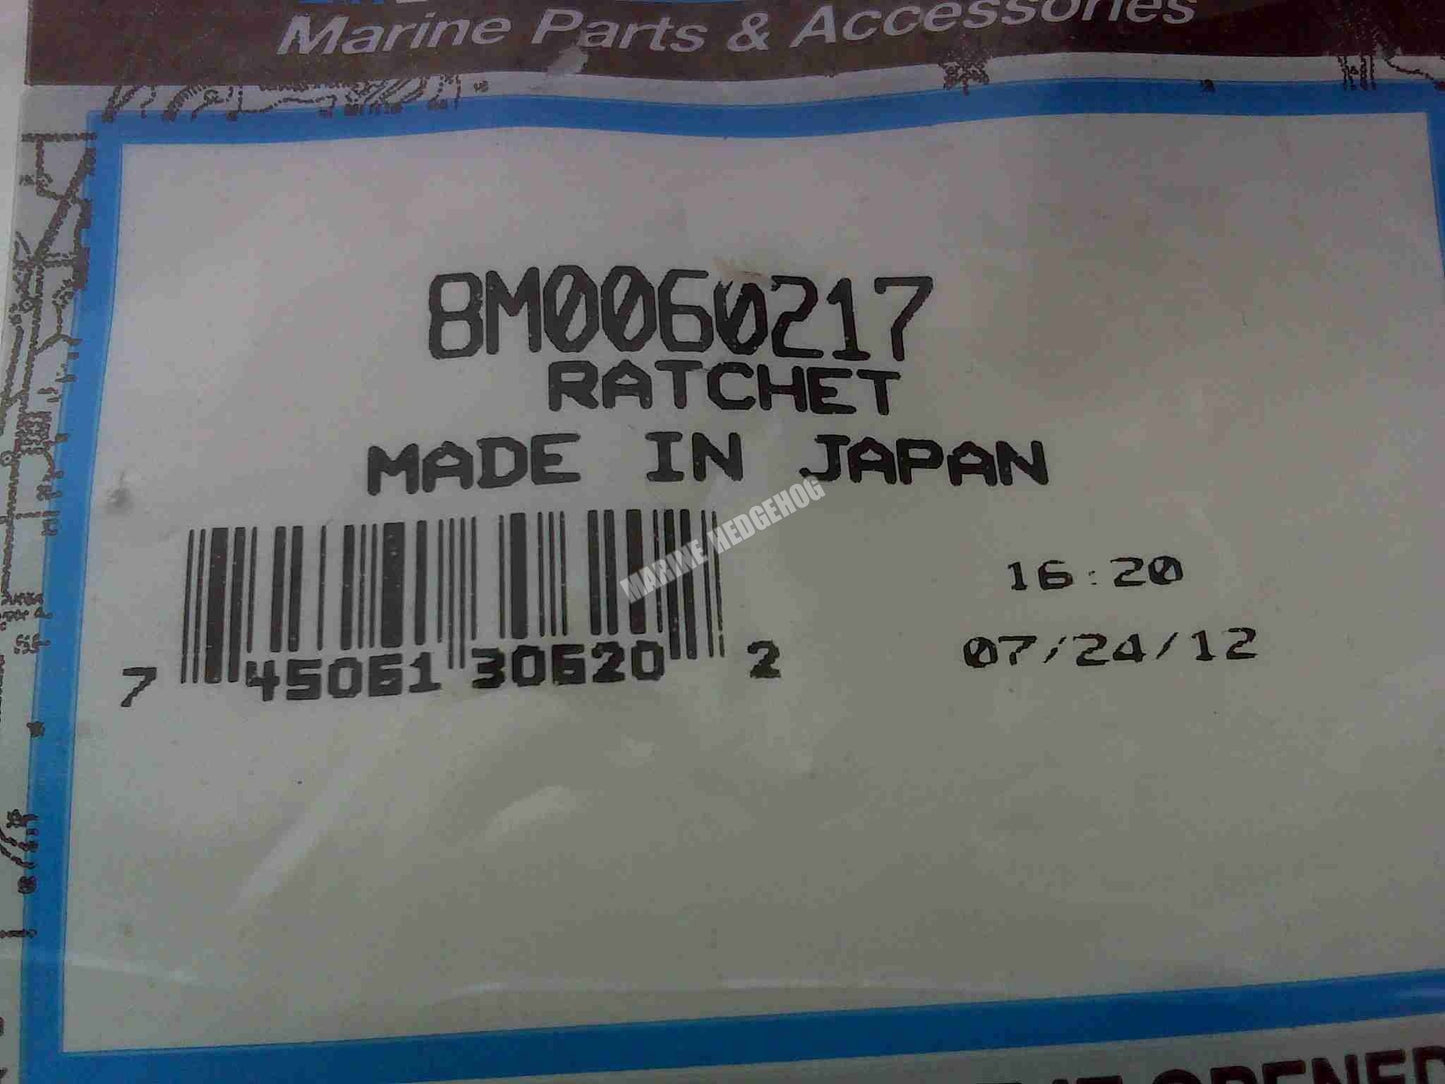 Marine Parts & Accessories
8M0060217
RATCHET
MADE IN JAPAN
MARINE HEDGEHOG
16:20
07/24/12
7 45061 30620 2
OPENED